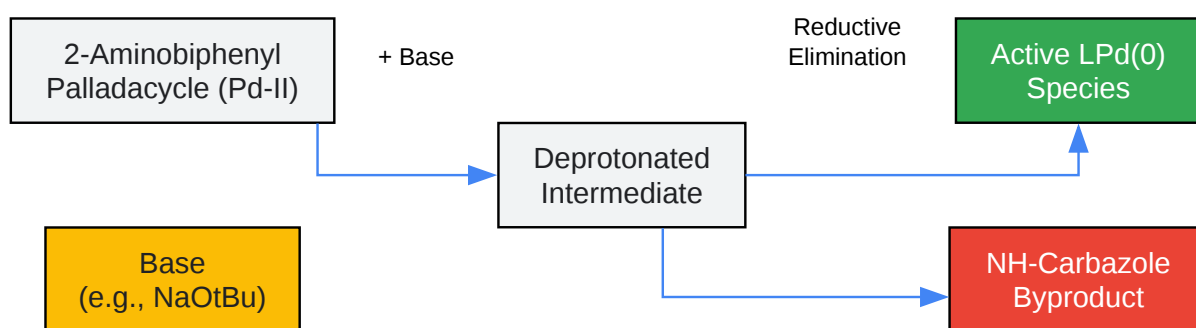 2-Aminobiphenyl
Palladacycle (Pd-II)
+ Base
Reductive
Elimination
Active LPd(0)
Species
Deprotonated
Intermediate
Base
(e.g., NaOtBu)
NH-Carbazole
Byproduct